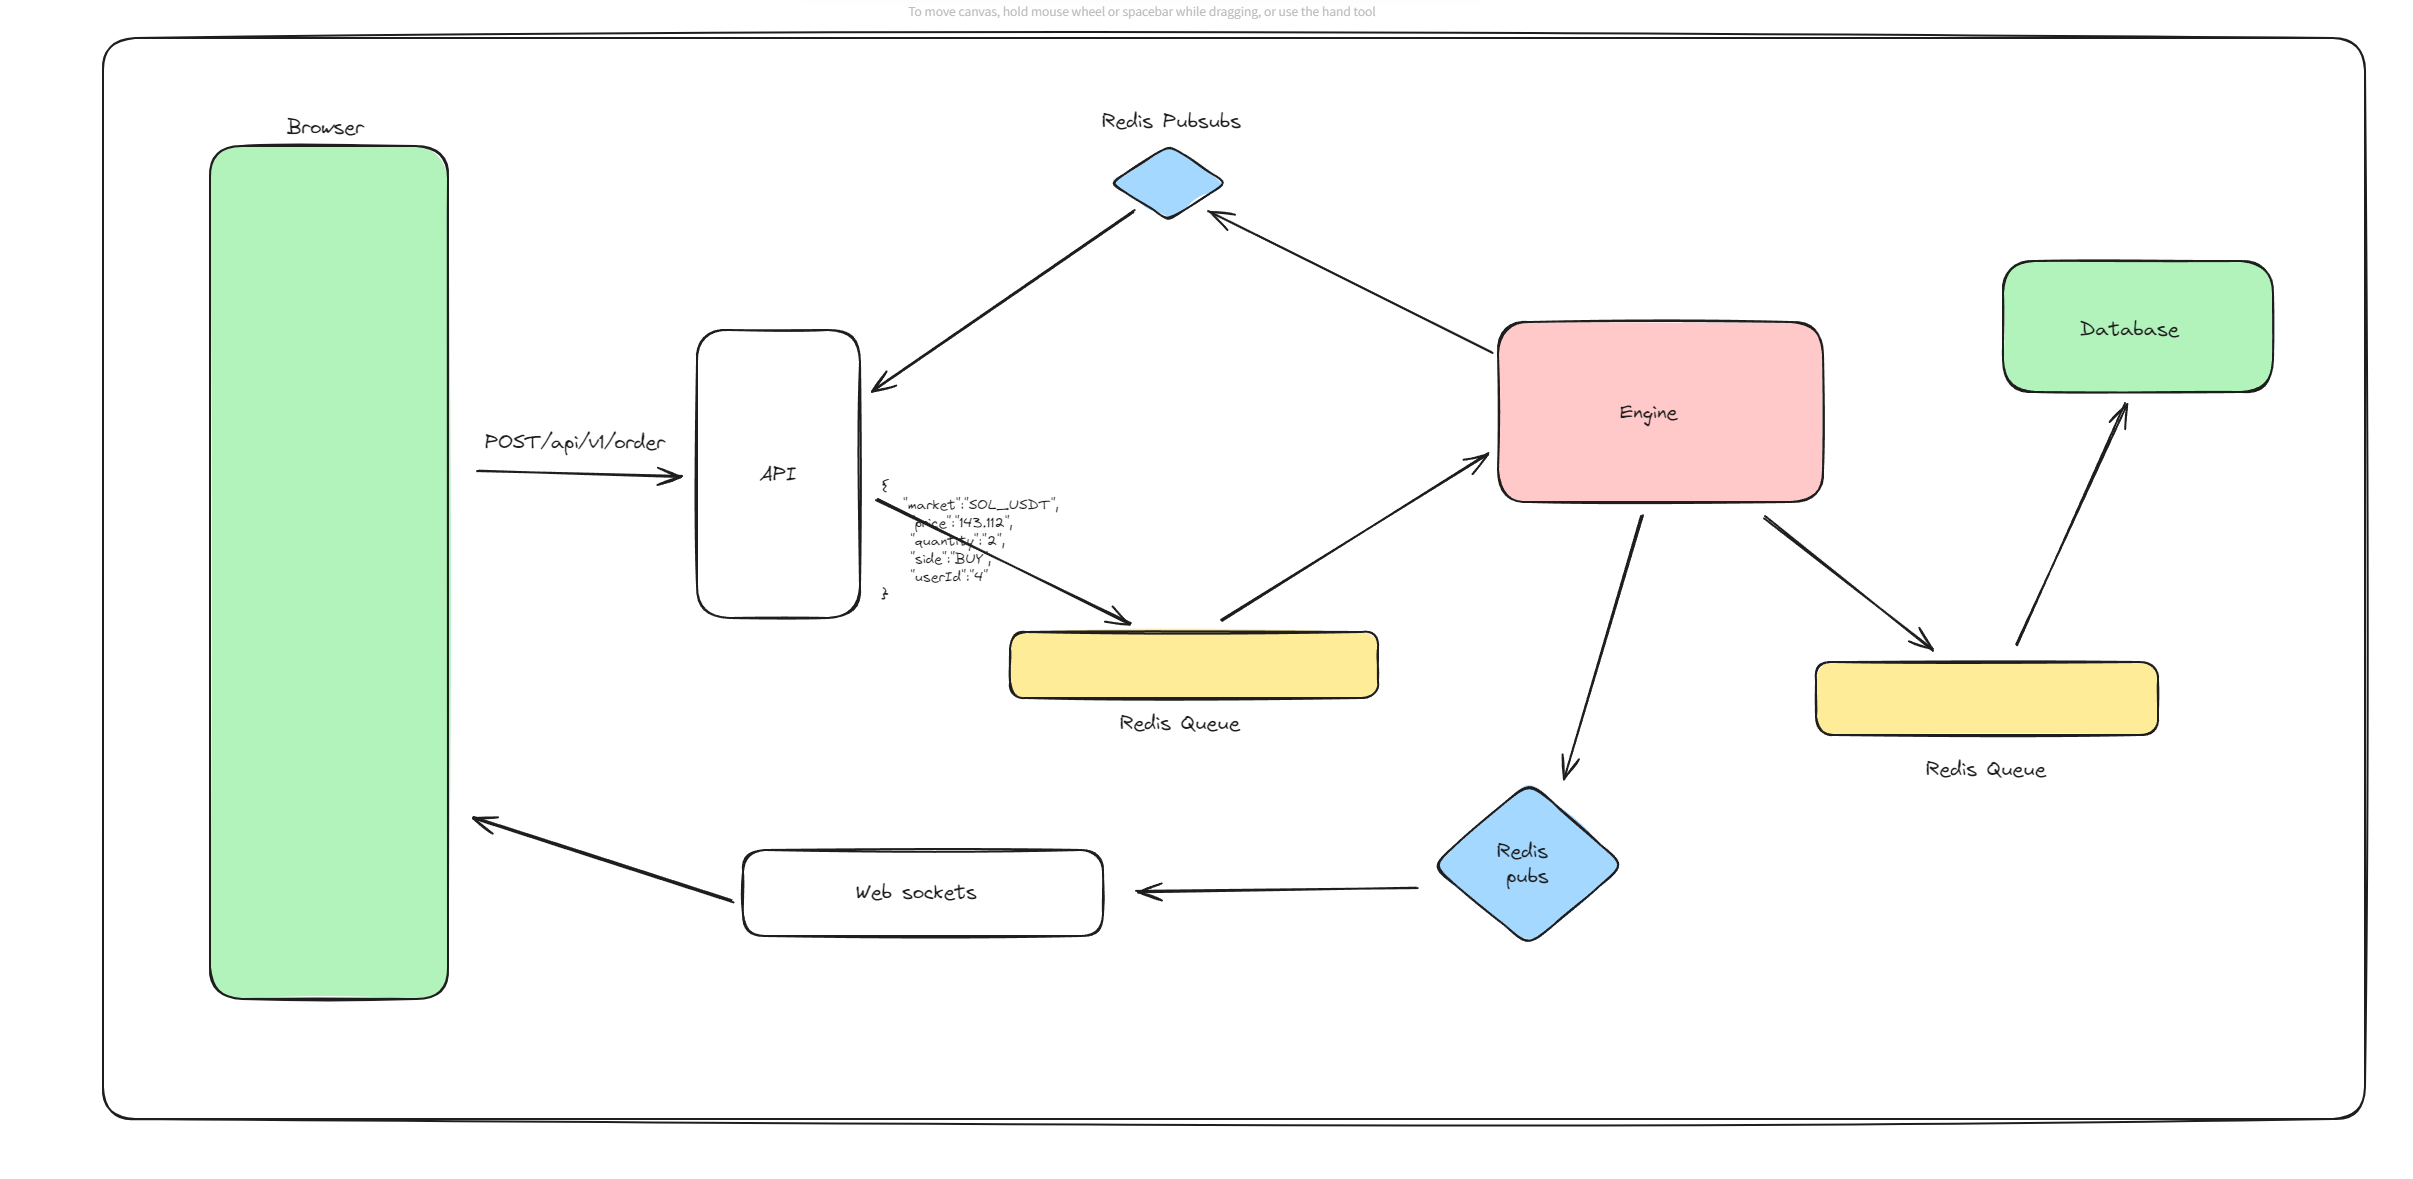 To move canvas, hold mouse wheel or spacebar while dragging, or use the hand tool
Browser
Redis Pubsubs
Database
Engine
POST/api/v1/order
API
{
"market":"SOL_USDT",
"price":"143.112",
"quantity":"2",
"side":"BUY",
"userId":"4"
}
Redis Queue
Redis Queue
Redis
pubs
Web sockets